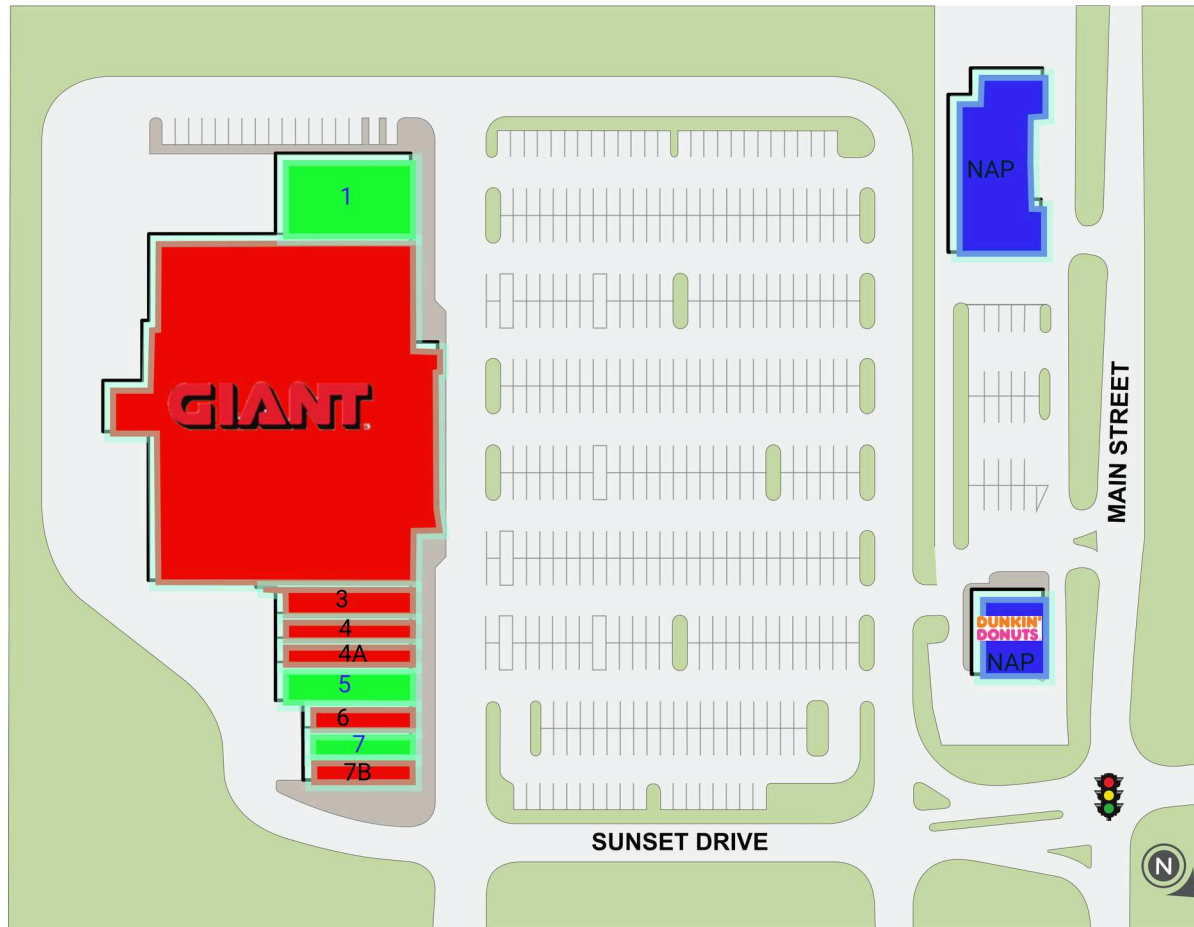 1
NAP
GIANT
MAIN STREET
3
4
4A
5
6
7
7B
DUNKIN'
DONUTS
NAP
SUNSET DRIVE
N